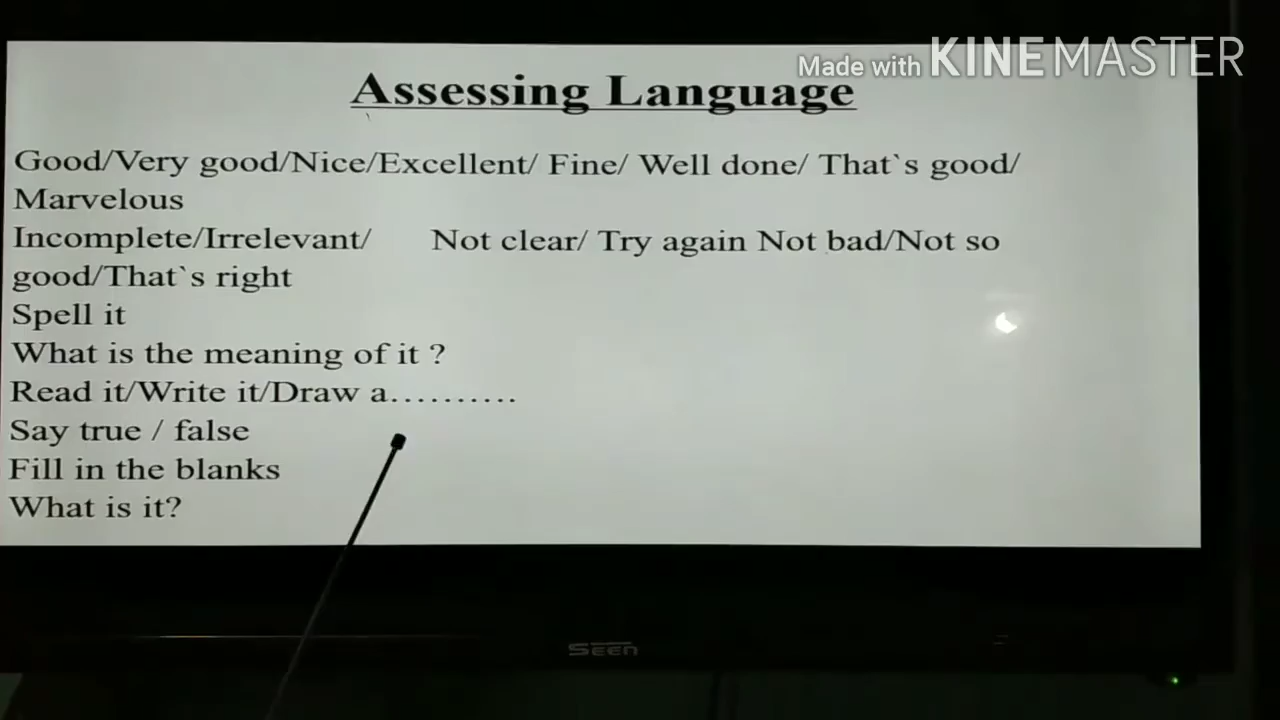 Made with KINEMASTER
Assessing Language
Good/Very good/Nice/Excellent/ Fine/ Well done/ That`s good/
Marvelous
Incomplete/Irrelevant/ Not clear/ Try again Not bad/Not so
good/That`s right
Spell it
What is the meaning of it ?
Read it/Write it/Draw a..........
Say true / false
Fill in the blanks
What is it?
SEEN